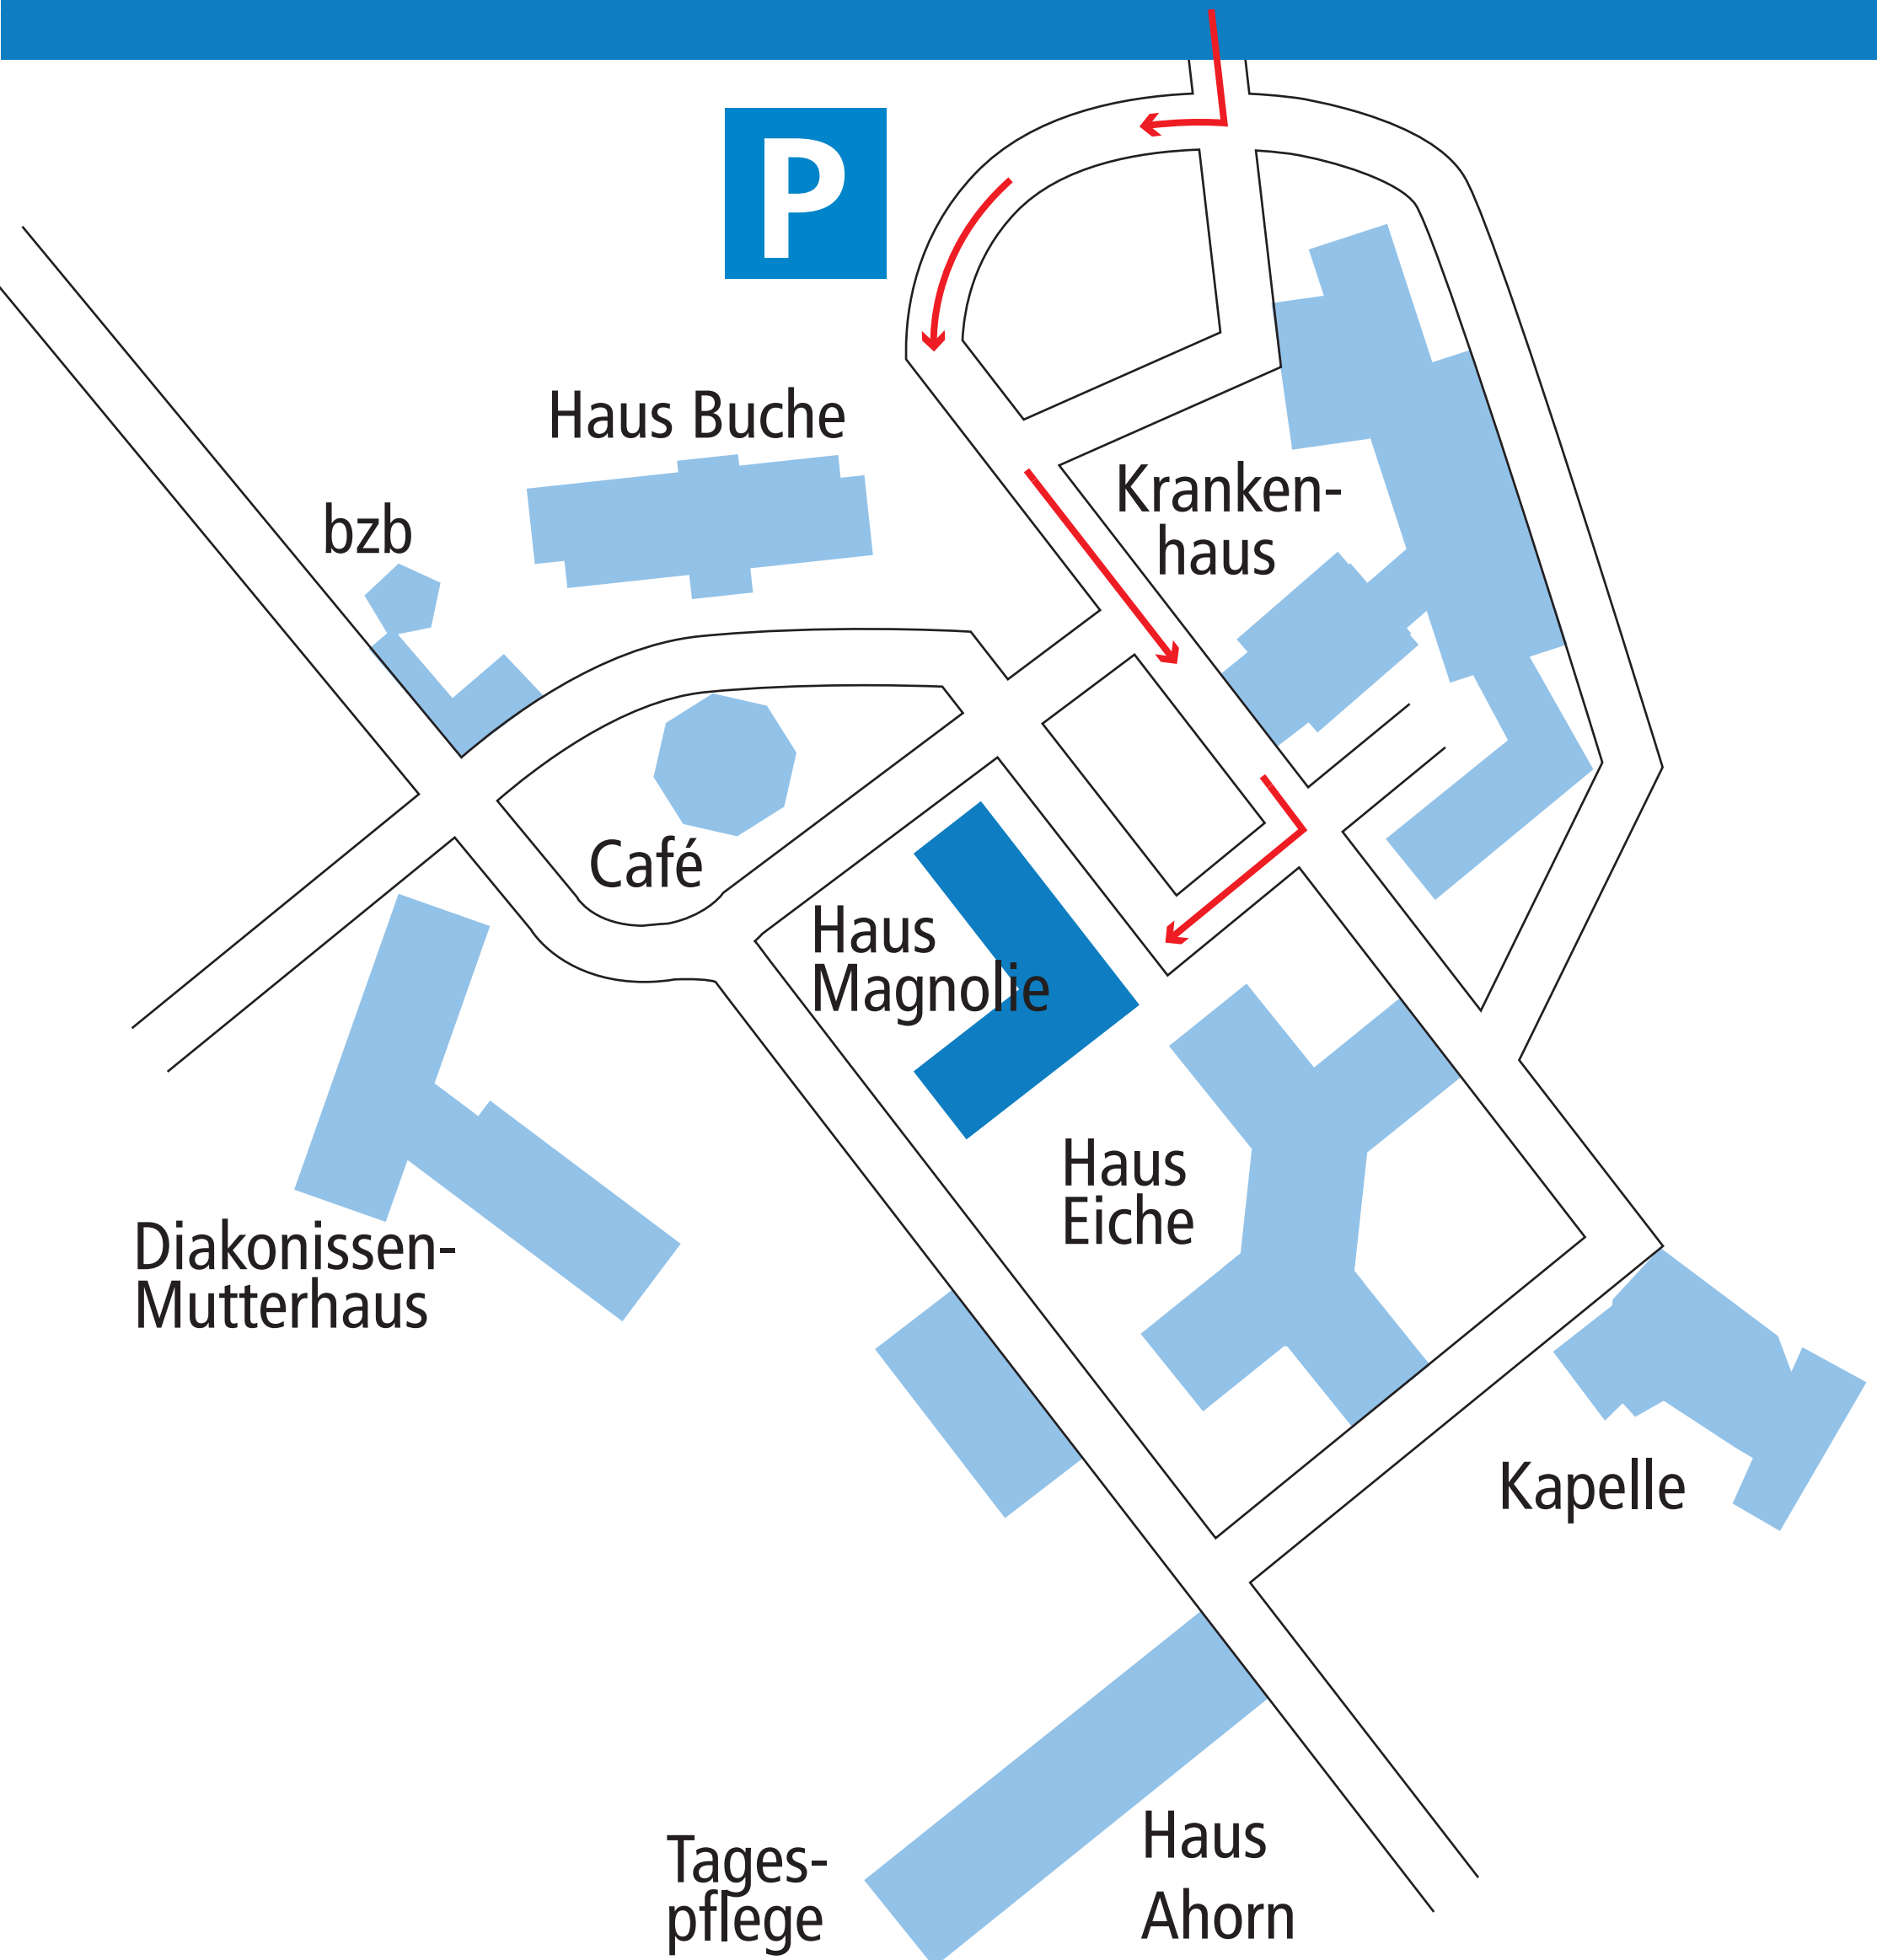 P
Haus Buche
Kranken-
haus
bzb
Café
Haus
Magnolie
Haus
Eiche
Diakonissen-
Mutterhaus
Kapelle
Haus
Ahorn
Tages-
pflege